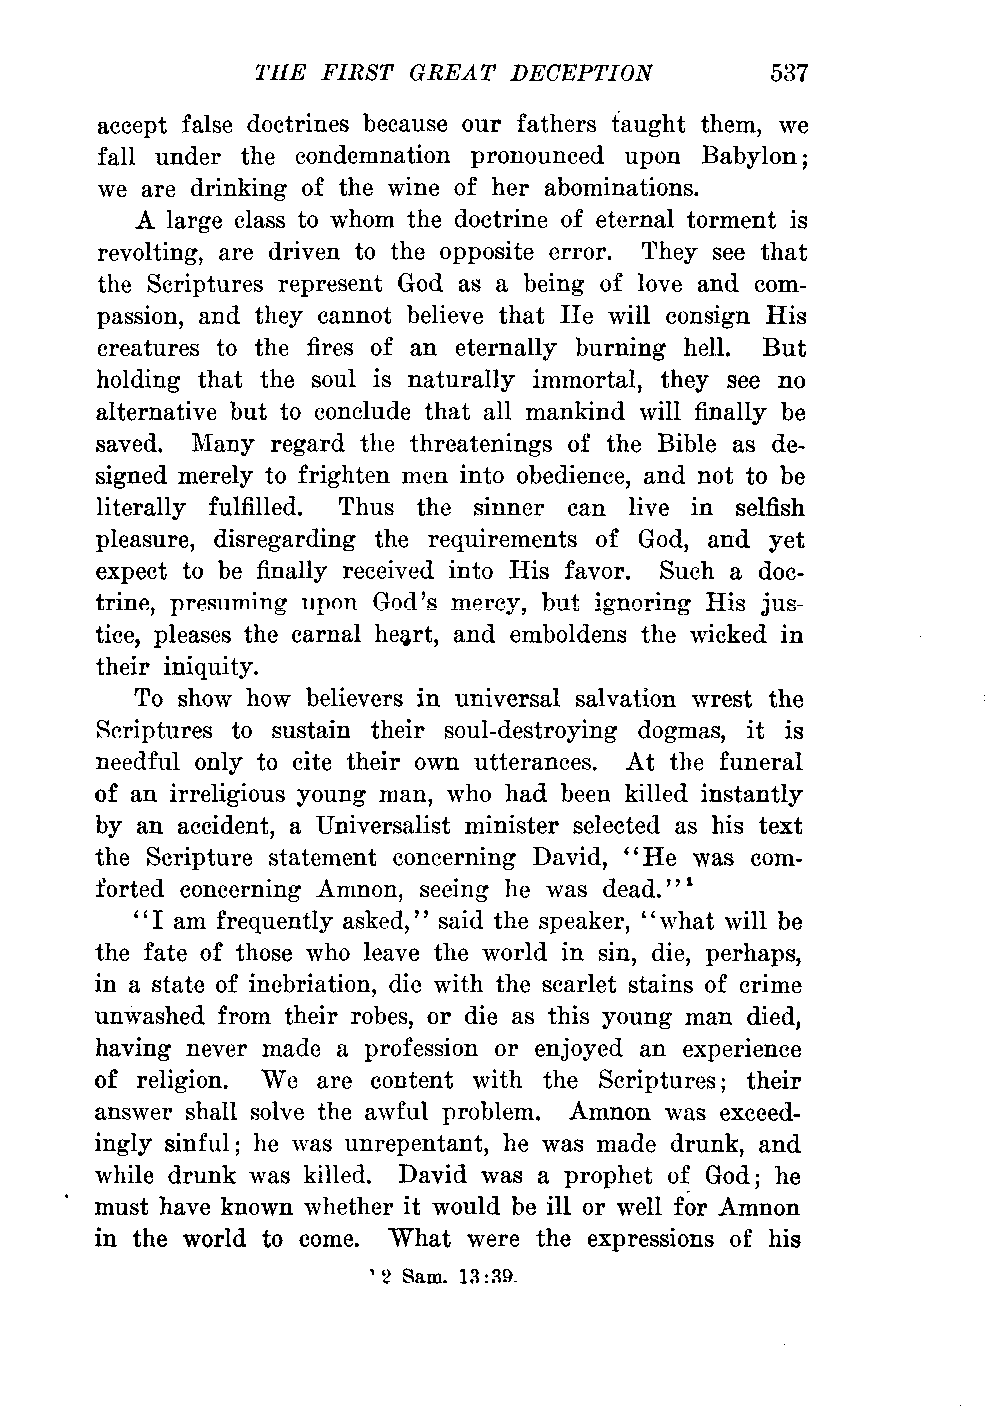 THE FIRST GREAT DECEPTION 537
accept false doctrines because our fathers taught them, we
fall under the condemnation pronounced upon Babylon;
we are drinking of the wine of her abominations.
A large class to whom the doctrine of eternal torment is
revolting, are driven to the opposite error. They see that
the Scriptures represent God as a being of love and com-
passion, and they cannot believe that He will consign His
creatures to the fires of an eternally burning hell. But
holding that the soul is naturally immortal, they see no
alternative but to conclude that all mankind will finally be
saved. Many regard the threatenings of the Bible as de-
signed merely to frighten men into obedience, and not to be
literally fulfilled. Thus the sinner can live in selfish
pleasure, disregarding the requirements of God, and yet
expect to be finally received into His favor. Such a doc-
trine, presuming upon God's mercy, but ignoring His jus-
tice, pleases the carnal heart, and emboldens the wicked in
their iniquity.
To show how believers in universal salvation wrest the
Scriptures to sustain their soul-destroying dogmas, it is
needful only to cite their own utterances. At the funeral
of an irreligious young man, who had been killed instantly
by an accident, a Universalist minister selected as his text
the Scripture statement concerning David, "He was com-
forted concerning Amnon, seeing he was dead."¹
"I am frequently asked," said the speaker, "what will be
the fate of those who leave the world in sin, die, perhaps,
in a state of inebriation, die with the scarlet stains of crime
unwashed from their robes, or die as this young man died,
having never made a profession or enjoyed an experience
of religion. We are content with the Scriptures; their
answer shall solve the awful problem. Amnon was exceed-
ingly sinful; he was unrepentant, he was made drunk, and
while drunk was killed. David was a prophet of God; he
must have known whether it would be ill or well for Amnon
in the world to come. What were the expressions of his
¹ 2 Sam. 13:39.